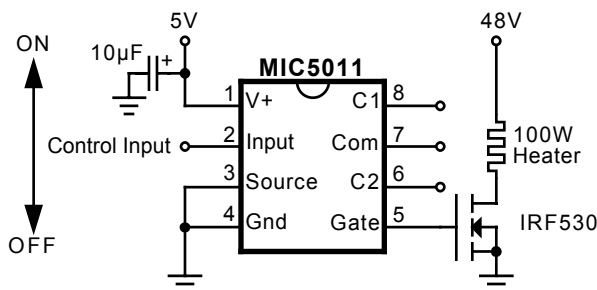 ON
OFF
5V
10µF
+
48V
MIC5011
1 V+ C1 8
Control Input 2 Input Com 7
3 Source C2 6
4 Gnd Gate 5
100W
Heater
IRF530